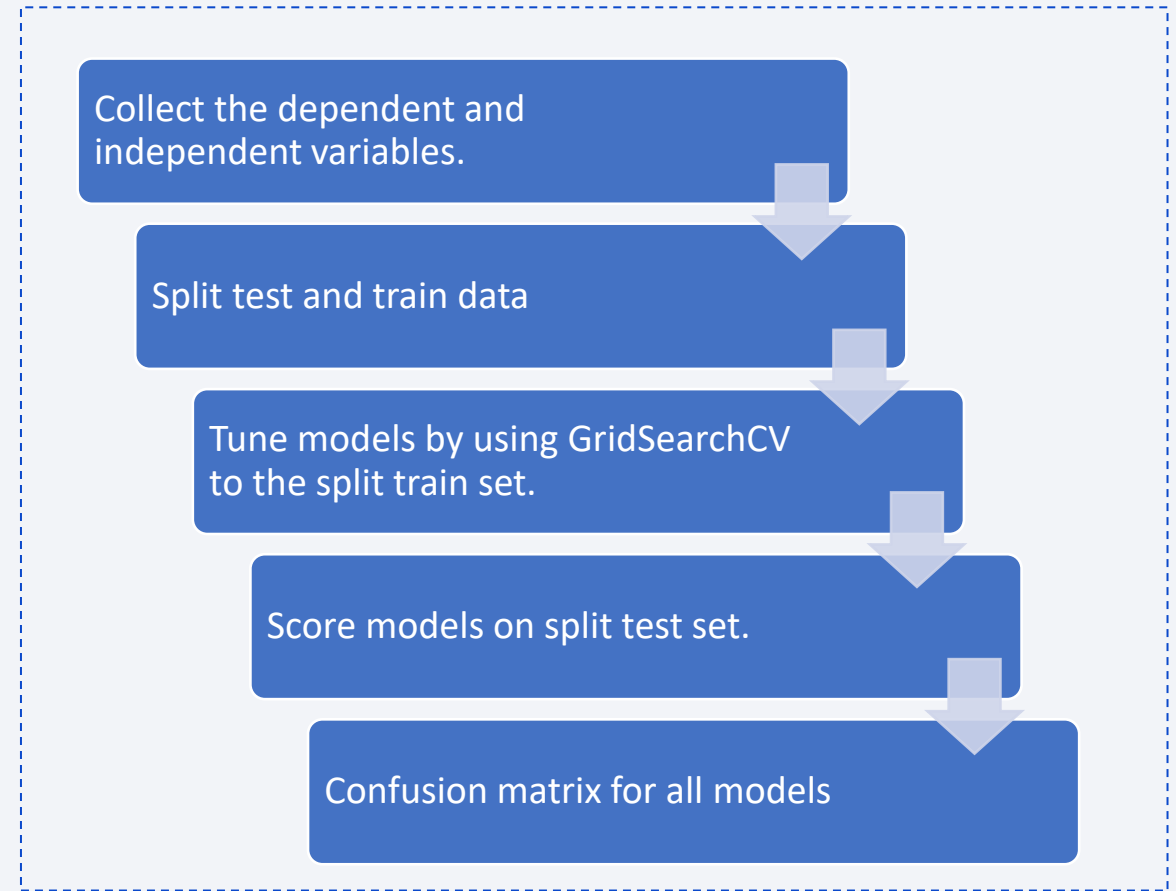 Collect the dependent and
independent variables.
Split test and train data
Tune models by using GridSearchCV
to the split train set.
Score models on split test set.
Confusion matrix for all models